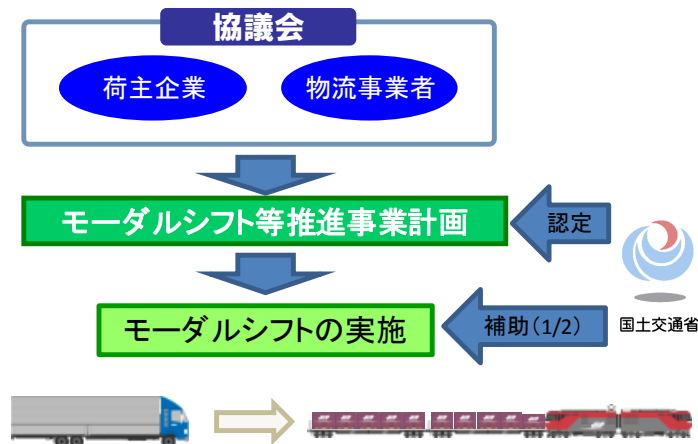 協議会
荷主企業
物流事業者
モーダルシフト等推進事業計画
認定
モーダルシフトの実施
補助(1/2)
国土交通省